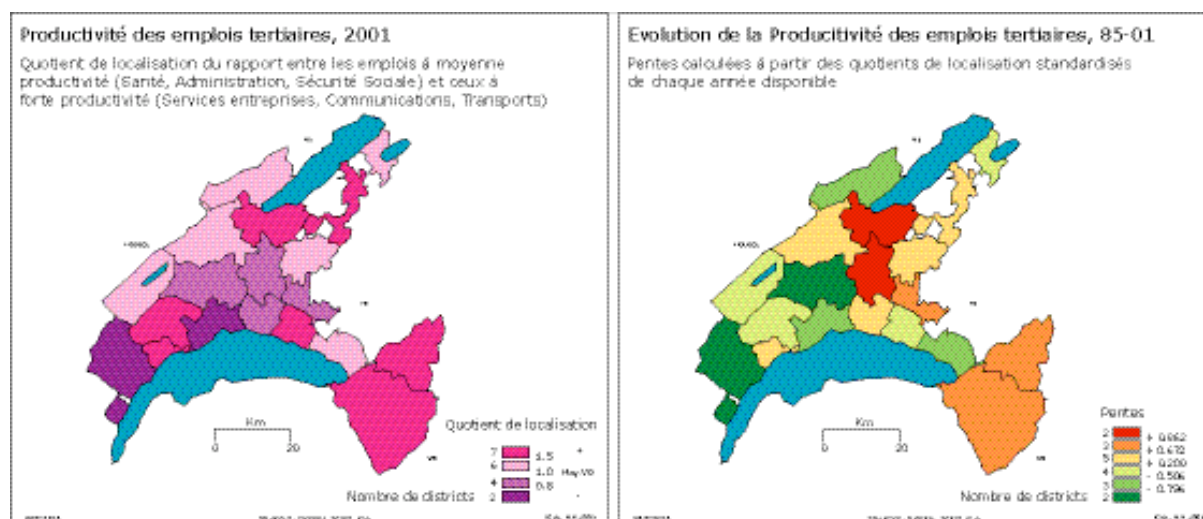 Productivité des emplois tertiaires, 2001
Quotient de localisation du rapport entre les emplois à moyenne
productivité (Santé, Administration, Sécurité Sociale) et ceux à
forte productivité (Services entreprises, Communications, Transports)
Km
0 20
Quotient de localisation
7
1.5 +
6
1.0 Moy.VD
4
0.8
2 -
Nombre de districts
Evolution de la Producitivité des emplois tertiaires, 85-01
Pentes calculées à partir des quotients de localisation standardisés
de chaque année disponible
Km
0 20
Pentes
2
+ 0.862
+ 0.672
5
+ 0.200
4
- 0.506
3
- 0.796
2
Nombre de districts